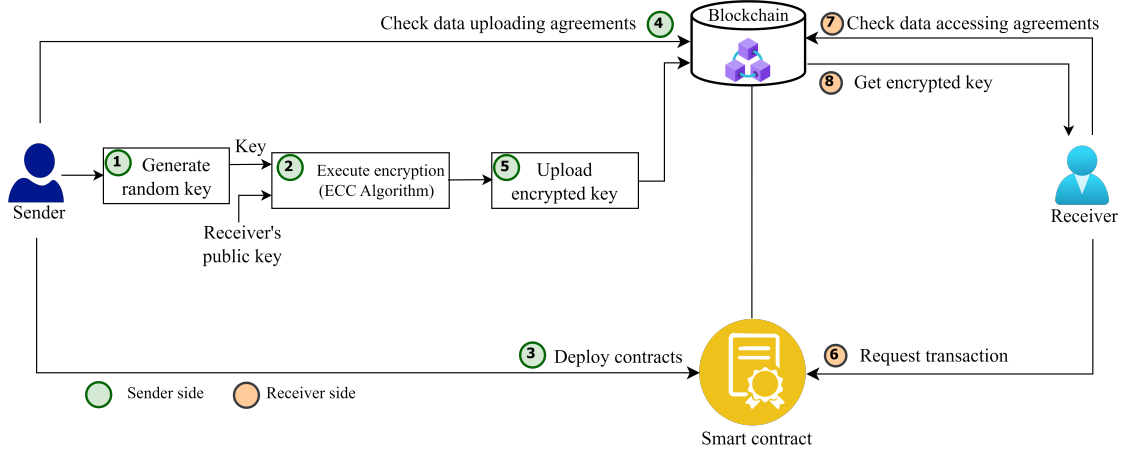 Blockchain
Check data uploading agreements 4
7 Check data accessing agreements
8 Get encrypted key
1 Generate
random key
Key
2 Execute encryption
(ECC Algorithm)
5 Upload
encrypted key
Sender
Receiver's
public key
Receiver
3 Deploy contracts
6 Request transaction
Sender side
Receiver side
Smart contract